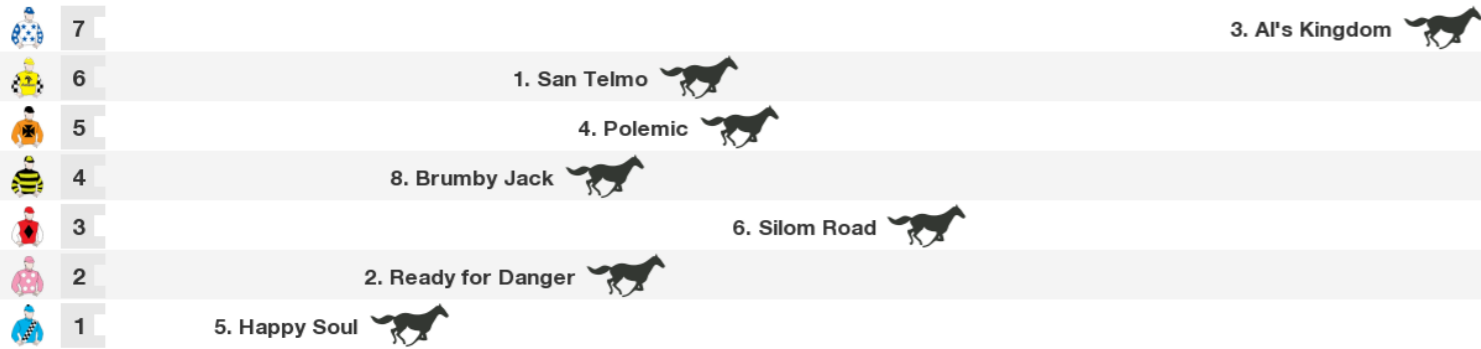 7 3. Al's Kingdom
6 1. San Telmo
5 4. Polemic
4 8. Brumby Jack
3 6. Silom Road
2 2. Ready for Danger
1 5. Happy Soul